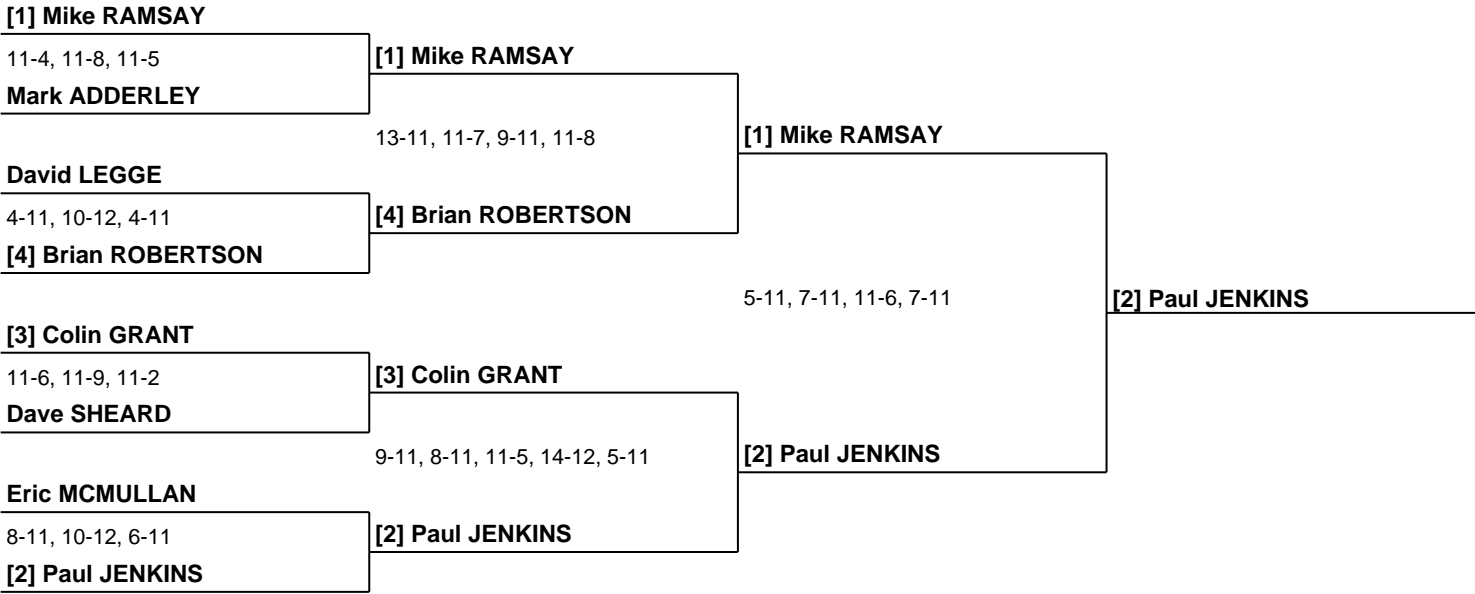 [1] Mike RAMSAY
11-4, 11-8, 11-5
[1] Mike RAMSAY
Mark ADDERLEY
13-11, 11-7, 9-11, 11-8
[1] Mike RAMSAY
David LEGGE
4-11, 10-12, 4-11
[4] Brian ROBERTSON
[4] Brian ROBERTSON
5-11, 7-11, 11-6, 7-11
[2] Paul JENKINS
[3] Colin GRANT
11-6, 11-9, 11-2
[3] Colin GRANT
Dave SHEARD
9-11, 8-11, 11-5, 14-12, 5-11
[2] Paul JENKINS
Eric MCMULLAN
8-11, 10-12, 6-11
[2] Paul JENKINS
[2] Paul JENKINS